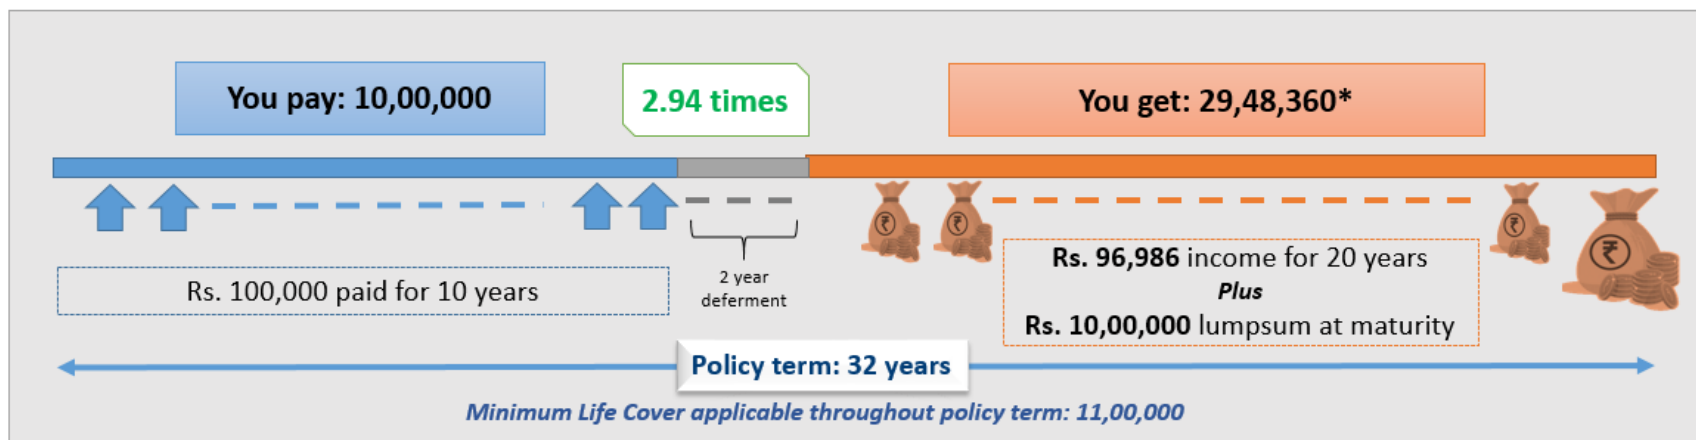 You pay: 10,00,000
2.94 times
You get: 29,48,360*
Rs. 100,000 paid for 10 years
2 year
deferment
Rs. 96,986 income for 20 years
Plus
Rs. 10,00,000 lumpsum at maturity
Policy term: 32 years
Minimum Life Cover applicable throughout policy term: 11,00,000